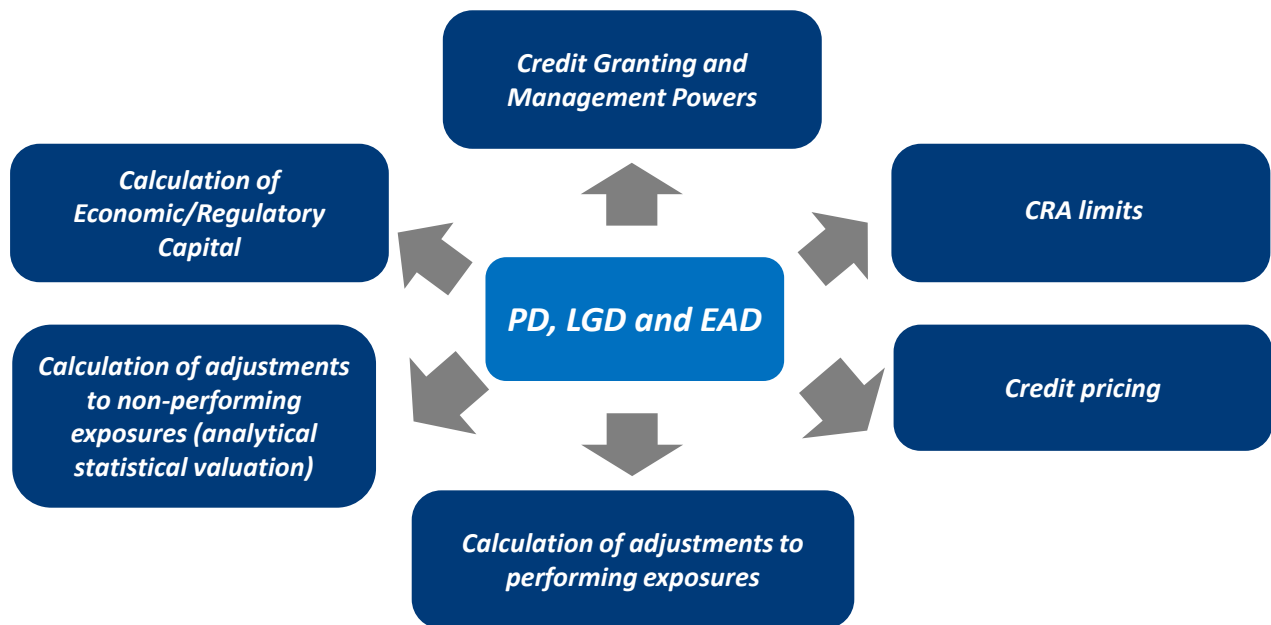 Credit Granting and
Management Powers
Calculation of
Economic/Regulatory
Capital
CRA limits
PD, LGD and EAD
Calculation of adjustments
to non-performing
exposures (analytical
statistical valuation)
Credit pricing
Calculation of adjustments to
performing exposures